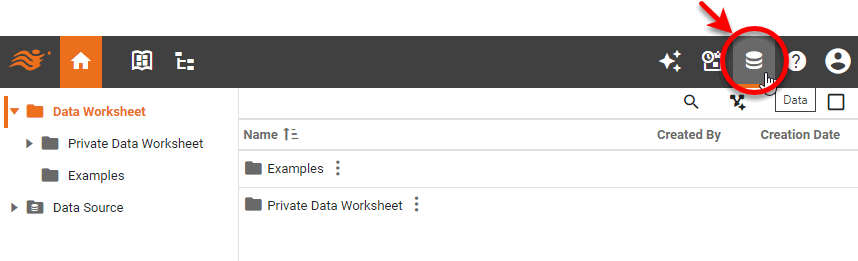 Data Worksheet
Private Data Worksheet
Examples
Data Source
Data
Name Created By Creation Date
Examples
Private Data Worksheet